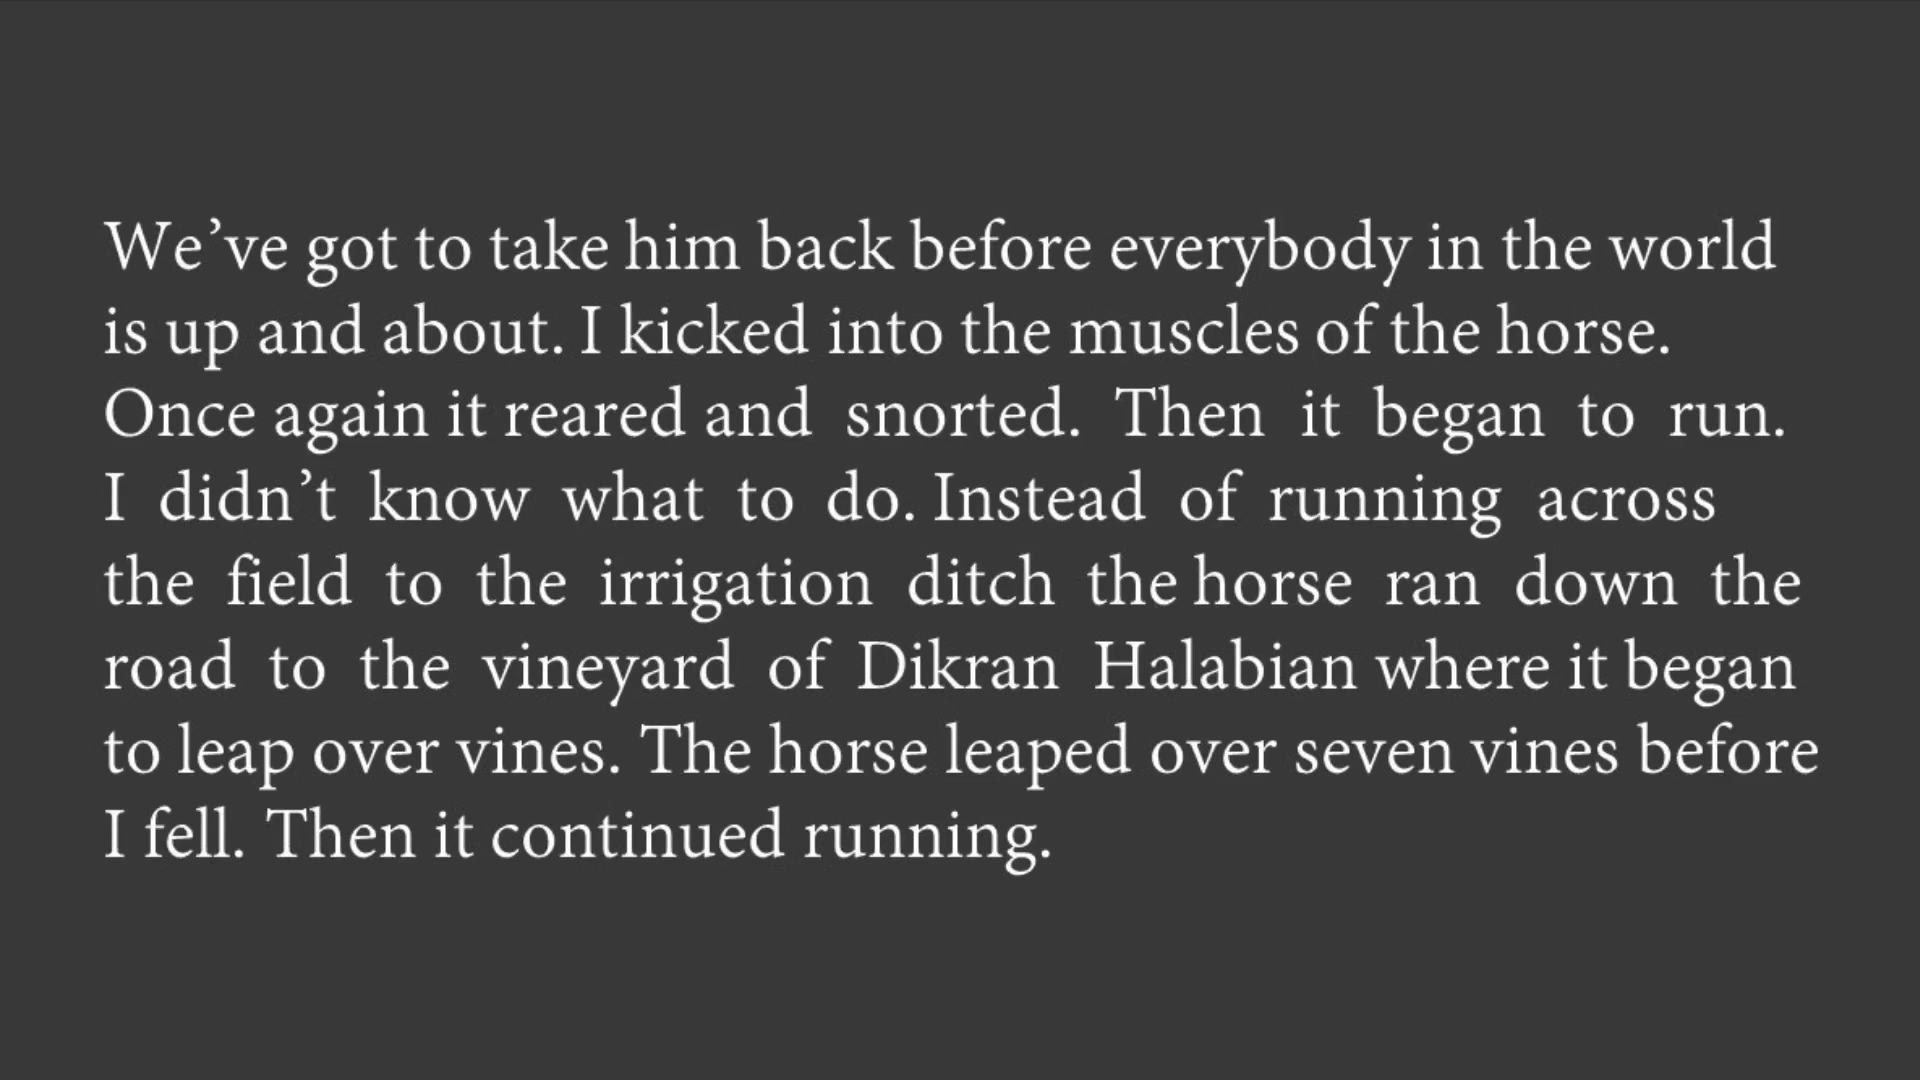 We’ve got to take him back before everybody in the world
is up and about. I kicked into the muscles of the horse.
Once again it reared and snorted. Then it began to run.
I didn’t know what to do. Instead of running across
the field to the irrigation ditch the horse ran down the
road to the vineyard of Dikran Halabian where it began
to leap over vines. The horse leaped over seven vines before
I fell. Then it continued running.